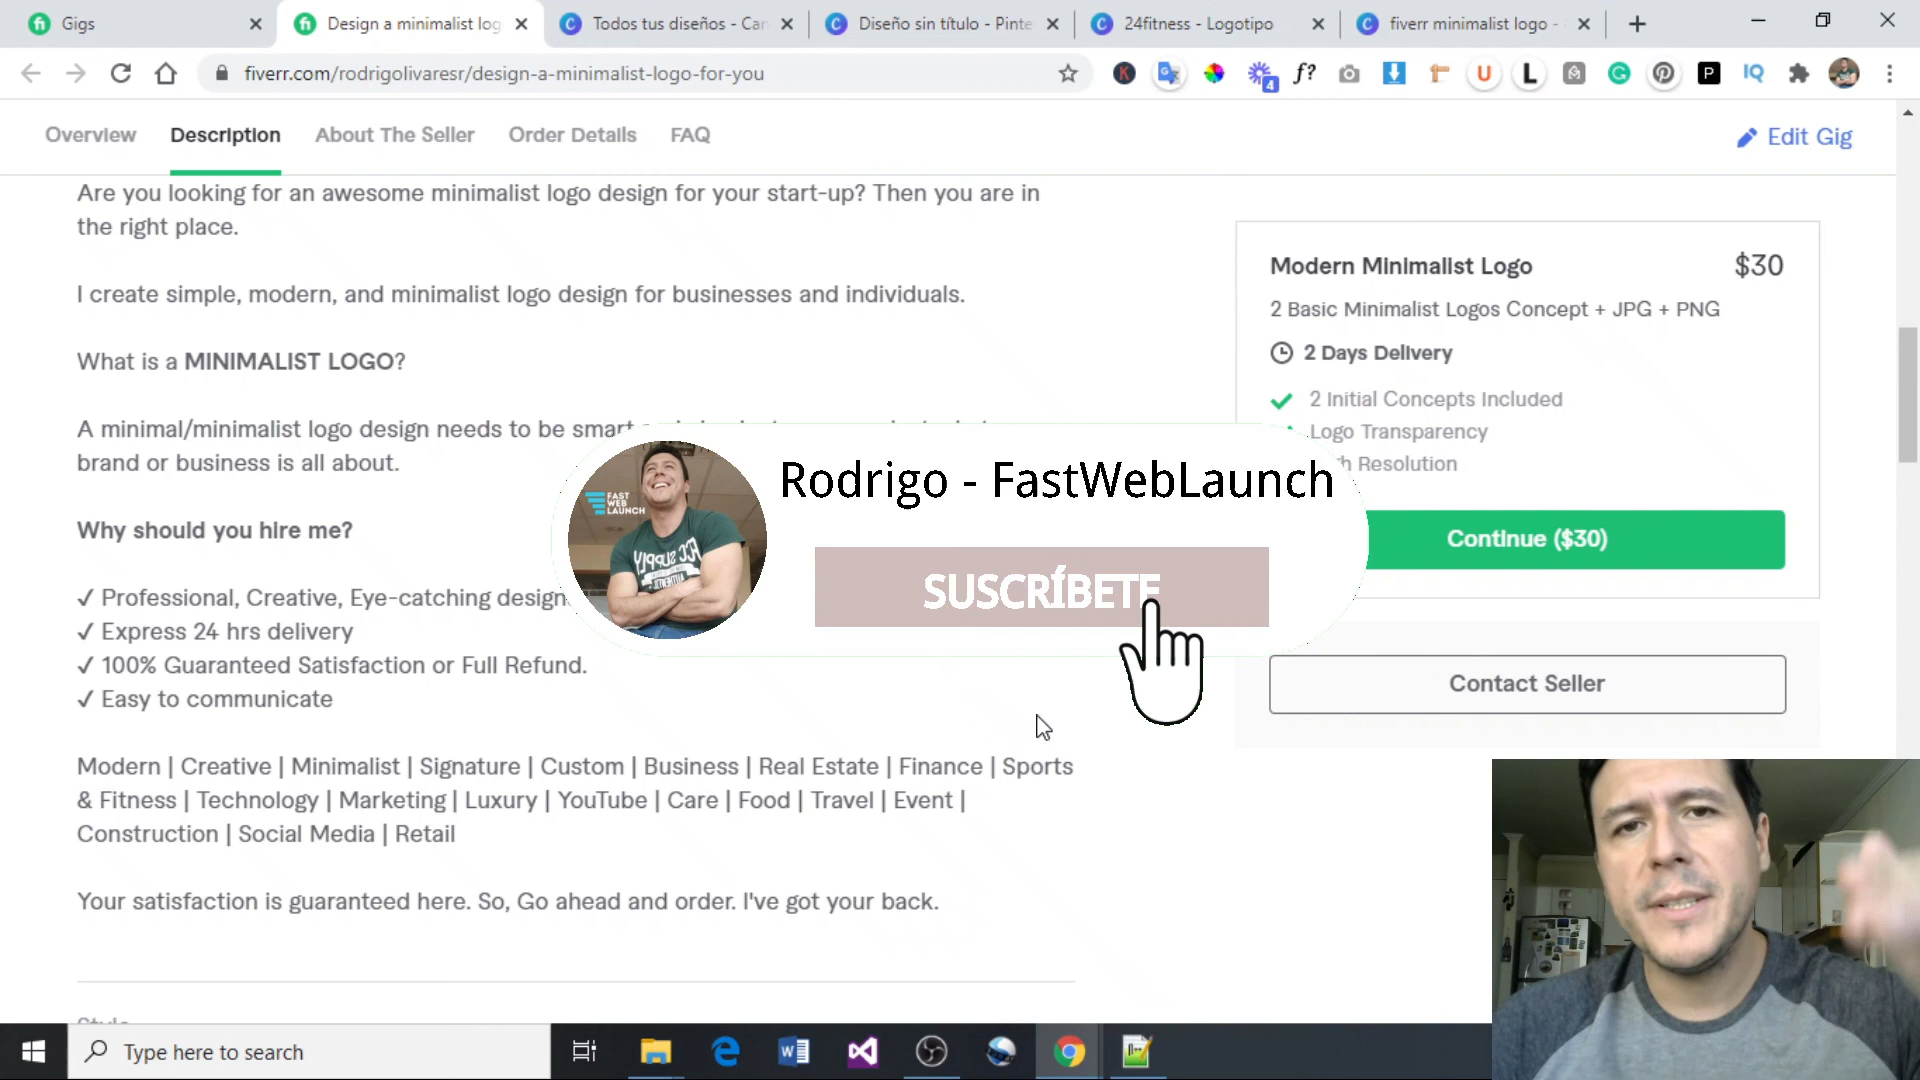 Gigs
Design a minimalist log
Todos tus diseños - Can
Diseño sin título - Pinte
24fitness - Logotipo
fiverr minimalist logo -
fiverr.com/rodrigolivaresr/design-a-minimalist-logo-for-you
Overview
Description
About The Seller
Order Details
FAQ
Edit Gig
Are you looking for an awesome minimalist logo design for your start-up? Then you are in
the right place.
I create simple, modern, and minimalist logo design for businesses and individuals.
What is a MINIMALIST LOGO?
A minimal/minimalist logo design needs to be smart
brand or business is all about.
Why should you hire me?
✓ Professional, Creative, Eye-catching design
✓ Express 24 hrs delivery
✓ 100% Guaranteed Satisfaction or Full Refund.
✓ Easy to communicate
Modern | Creative | Minimalist | Signature | Custom | Business | Real Estate | Finance | Sports
& Fitness | Technology | Marketing | Luxury | YouTube | Care | Food | Travel | Event |
Construction | Social Media | Retail
Your satisfaction is guaranteed here. So, Go ahead and order. I've got your back.
Modern Minimalist Logo
$30
2 Basic Minimalist Logos Concept + JPG + PNG
2 Days Delivery
2 Initial Concepts Included
Logo Transparency
Resolution
Continue ($30)
Contact Seller
Rodrigo - FastWebLaunch
FAST
WEB
LAUNCH
SUSCRÍBETE
Type here to search